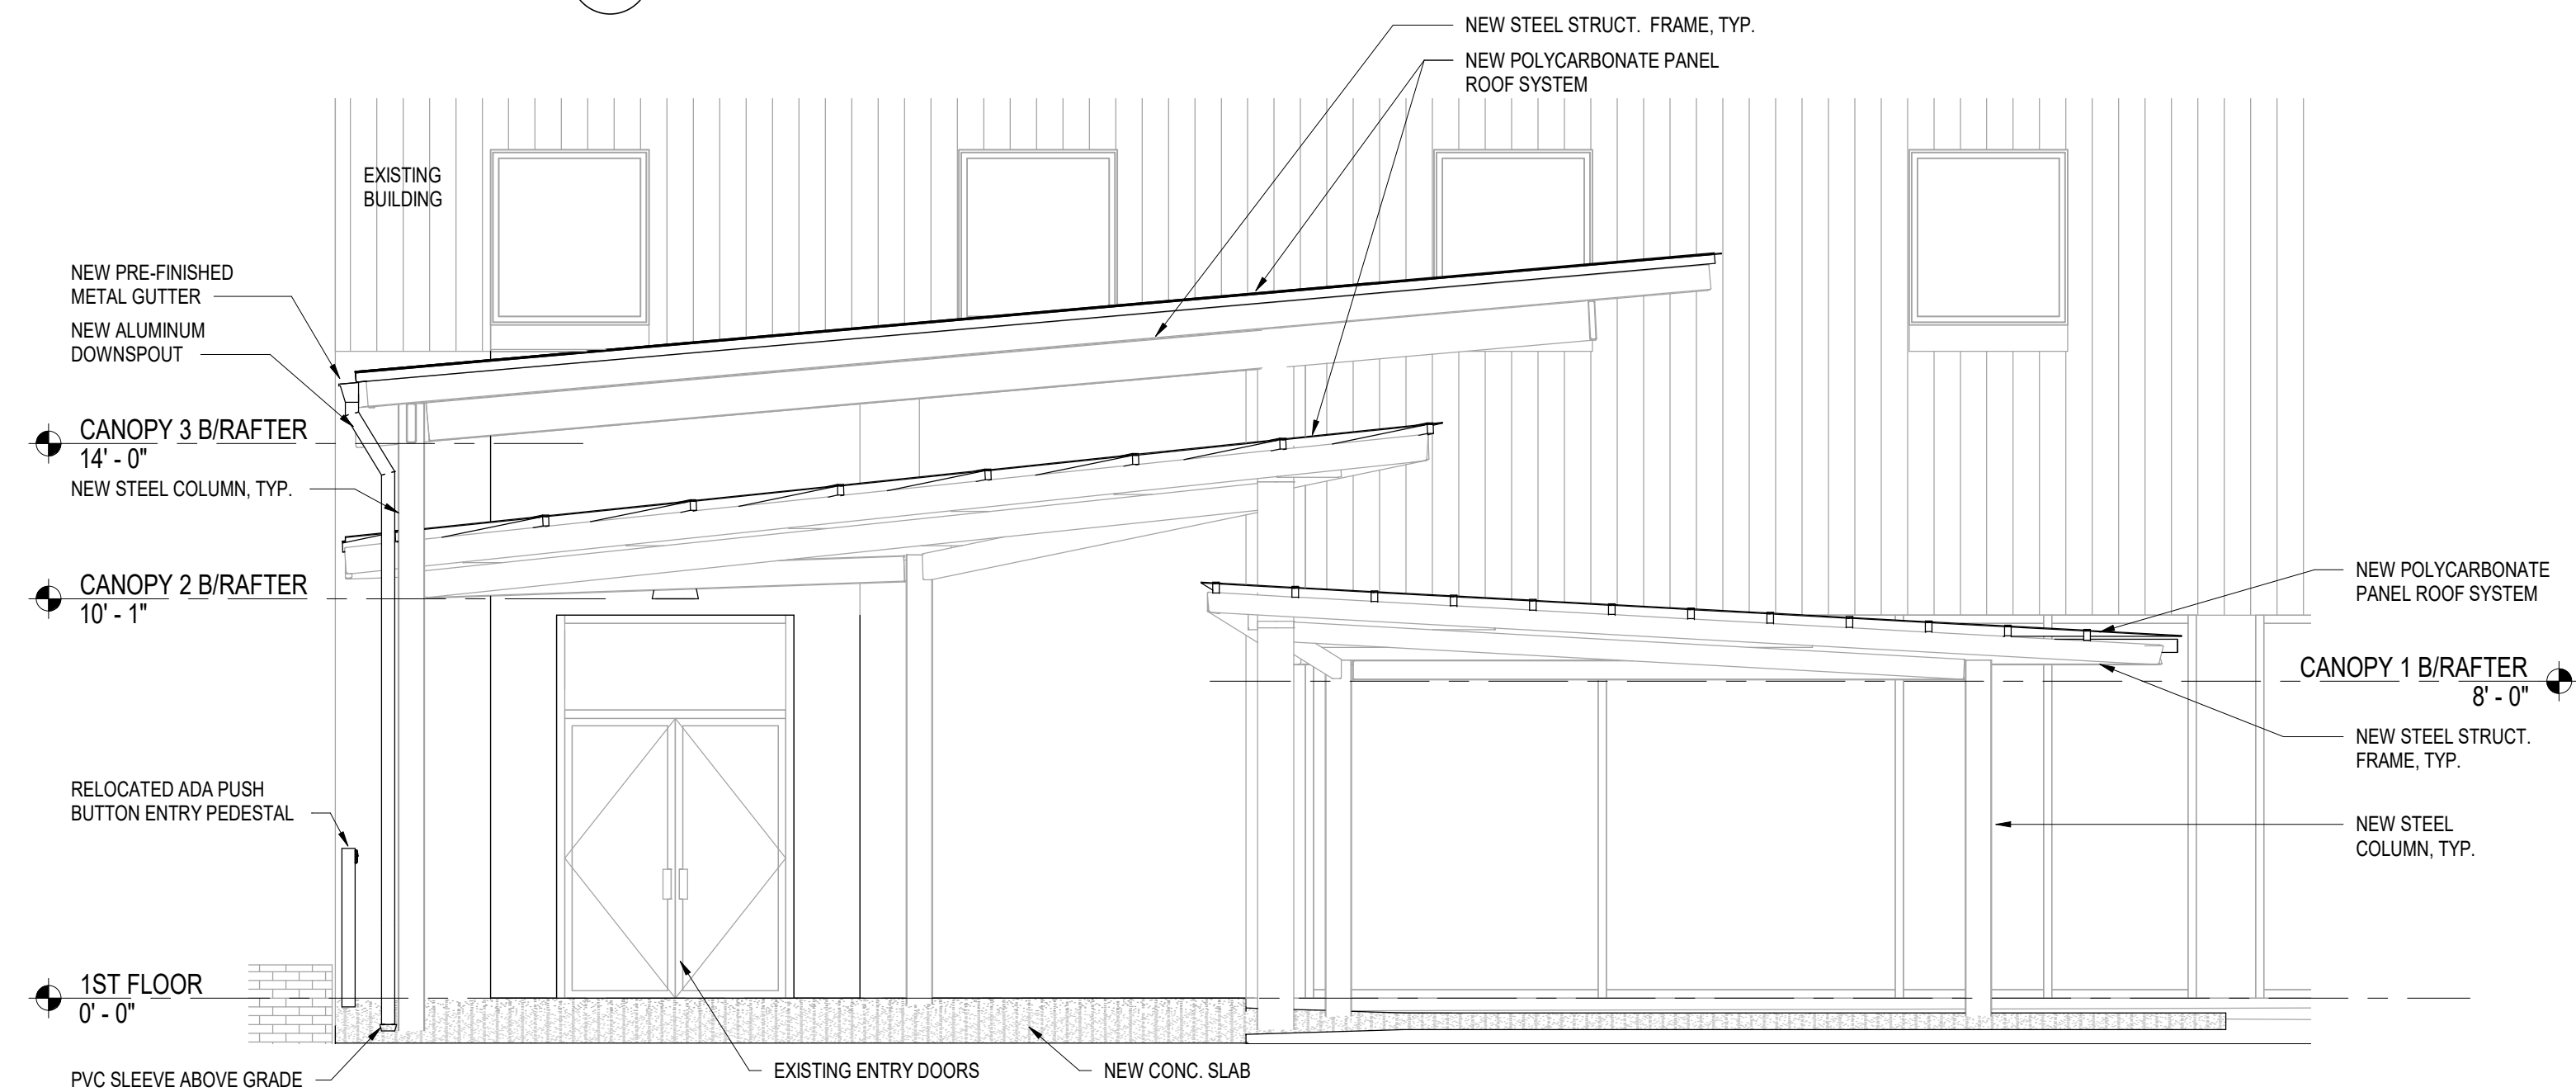 NEW STEEL STRUCT. FRAME, TYP.
NEW POLYCARBONATE PANEL
ROOF SYSTEM
EXISTING
BUILDING
NEW PRE-FINISHED
METAL GUTTER
NEW ALUMINUM
DOWNSPOUT
CANOPY 3 B/RAFTER
14' - 0"
NEW STEEL COLUMN, TYP.
CANOPY 2 B/RAFTER
10' - 1"
NEW POLYCARBONATE
PANEL ROOF SYSTEM
CANOPY 1 B/RAFTER
8' - 0"
NEW STEEL STRUCT.
FRAME, TYP.
RELOCATED ADA PUSH
BUTTON ENTRY PEDESTAL
NEW STEEL
COLUMN, TYP.
1ST FLOOR
0' - 0"
PVC SLEEVE ABOVE GRADE
EXISTING ENTRY DOORS
NEW CONC. SLAB